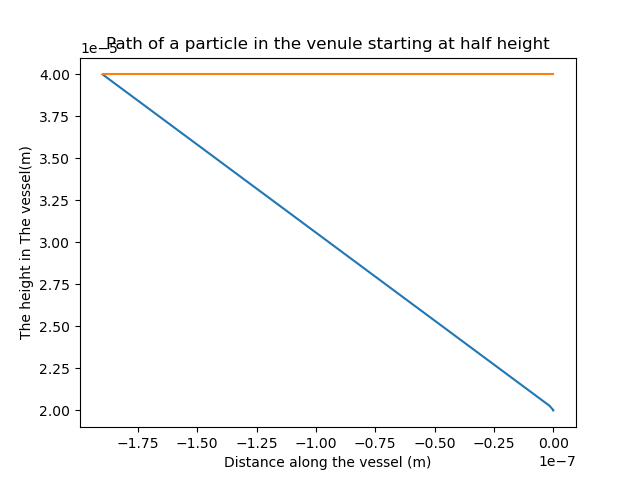 Path of a particle in the venule starting at half height
1e−5
4.00
3.75
3.50
3.25
3.00
2.75
2.50
2.25
2.00
The height in The vessel(m)
−1.75 −1.50 −1.25 −1.00 −0.75 −0.50 −0.25 0.00
1e−7
Distance along the vessel (m)